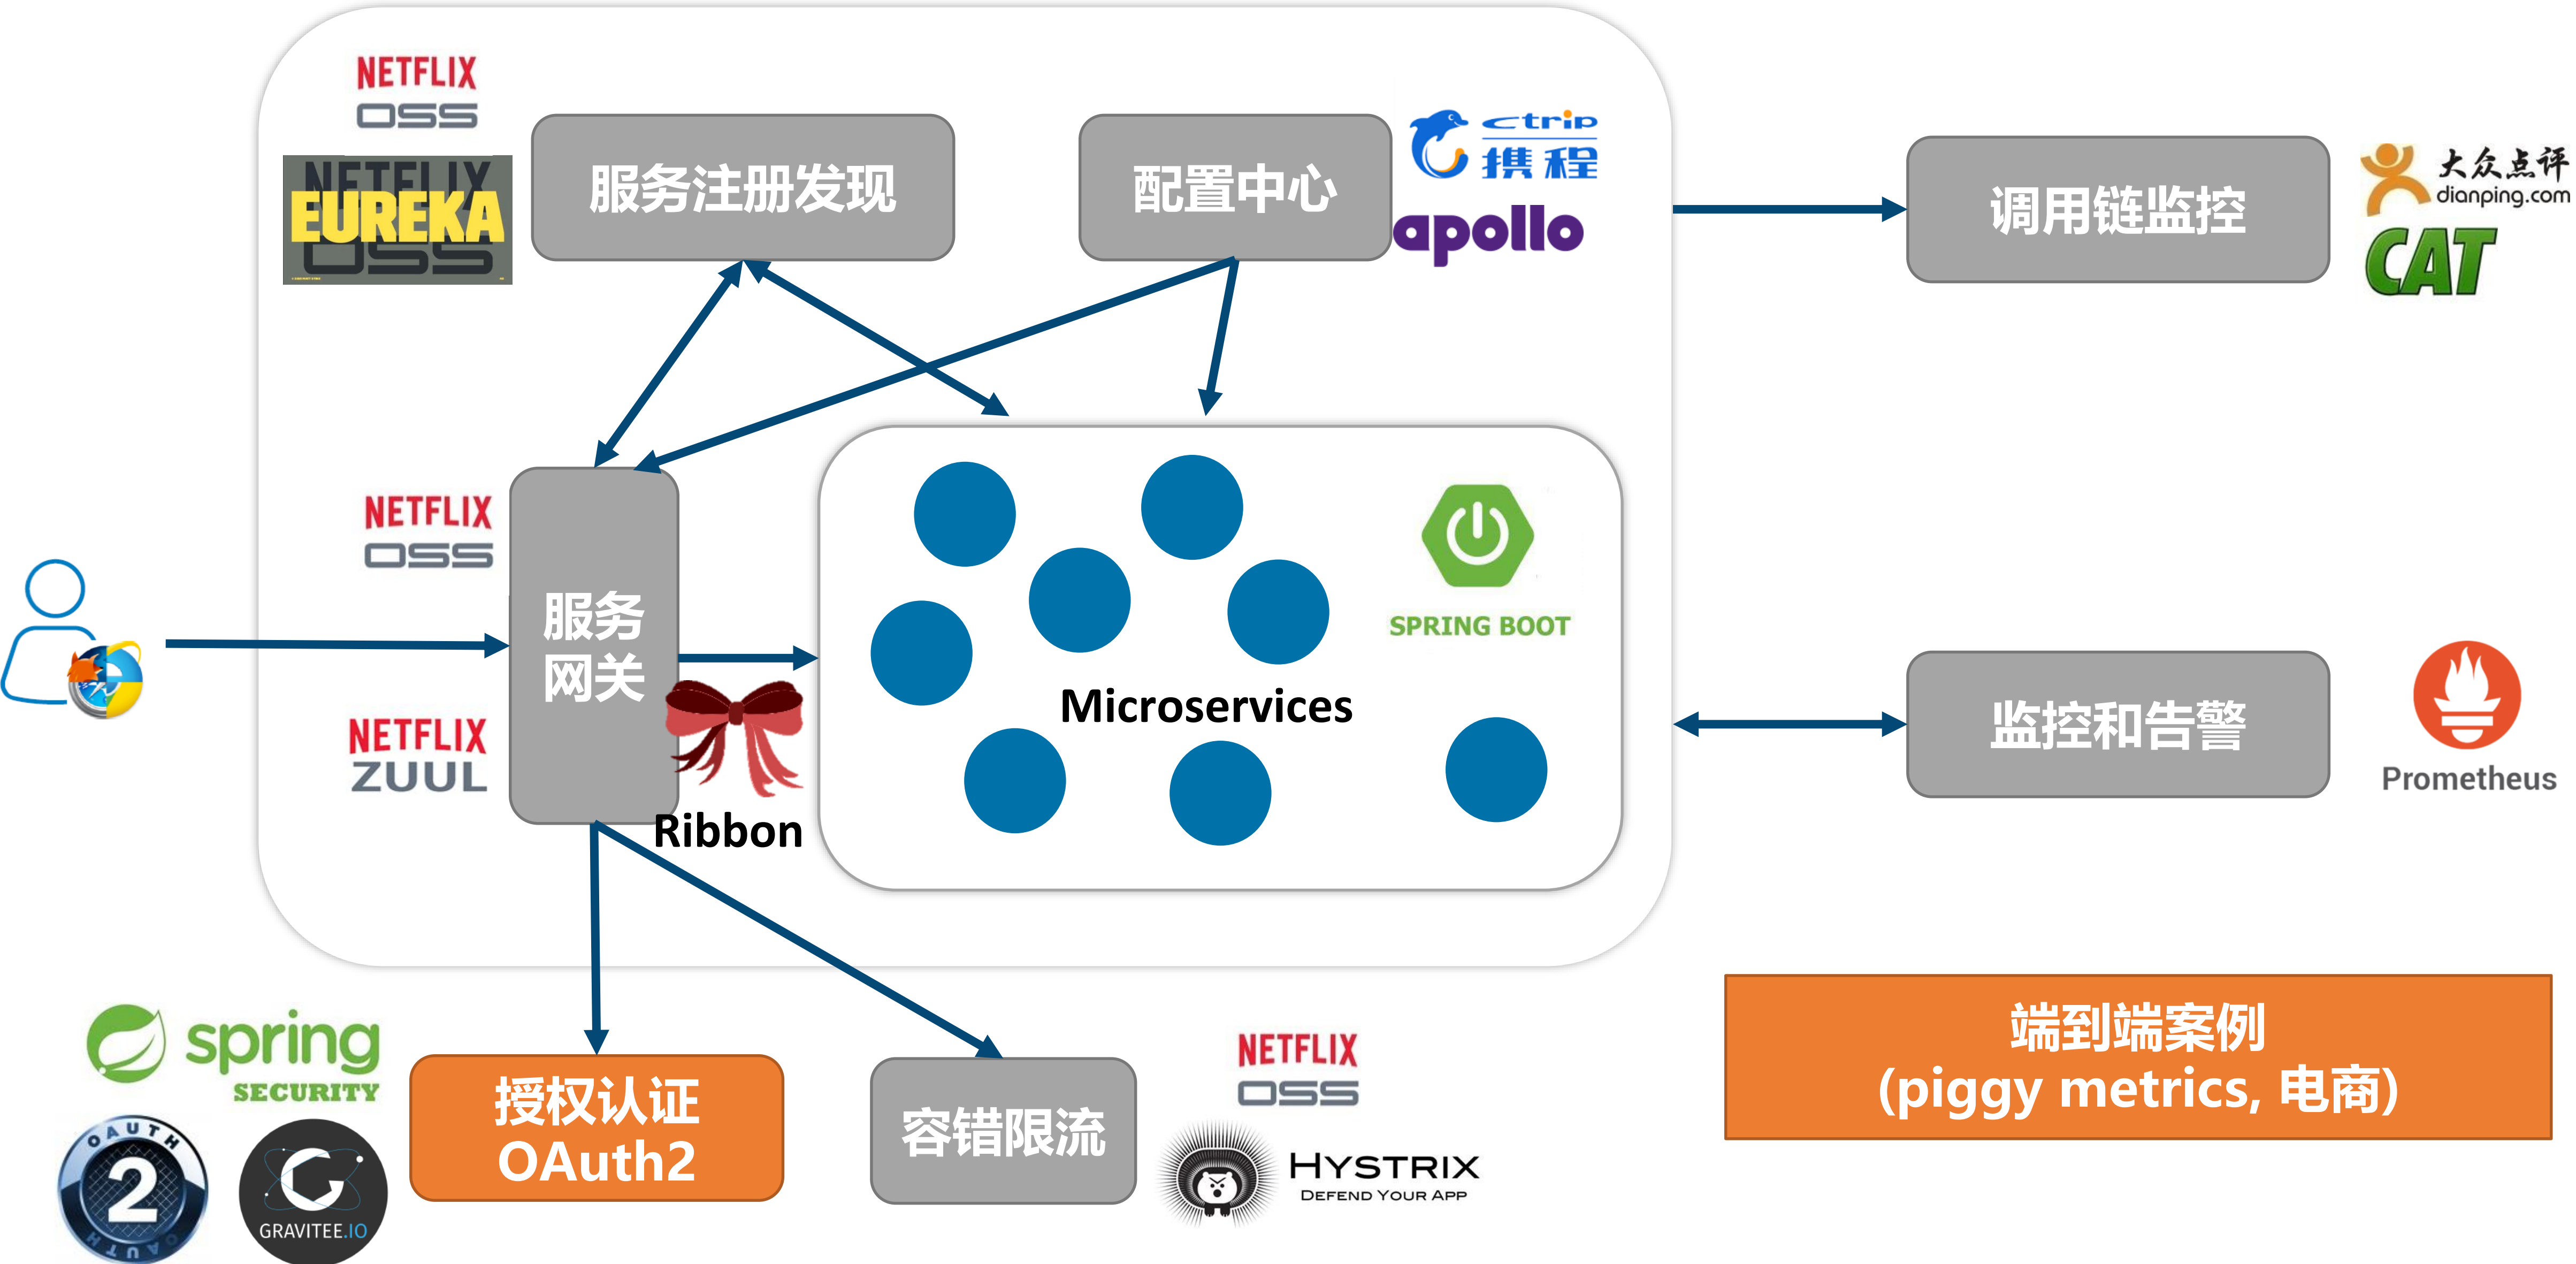 NETFLIX
OSS
NETFLIX
EUREKA
OSS
服务注册发现
配置中心
ctrip
携程
apollo
调用链监控
大众点评
dianping.com
CAT
NETFLIX
OSS
服务
网关
NETFLIX
ZUUL
Ribbon
SPRING BOOT
Microservices
监控和告警
Prometheus
spring
SECURITY
OAUTH
2
OAUTH
GRAVITEE.IO
授权认证
OAuth2
容错限流
NETFLIX
OSS
HYSTRIX
DEFEND YOUR APP
端到端案例
(piggy metrics, 电商)